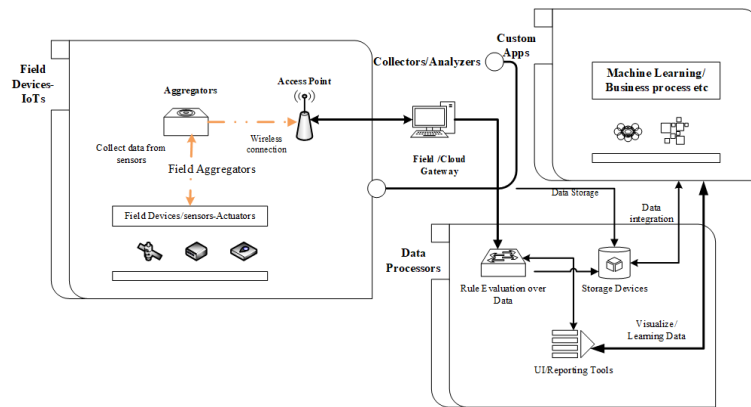 Field
Devices-
IoTs
Aggregators
Access Point
Collect data from
sensors
Wireless
connection
Field Aggregators
Field Devices/sensors-Actuators
Collectors/Analyzers
Custom
Apps
Field /Cloud
Gateway
Machine Learning/
Business process etc
Data Storage
Data
integration
Data
Processors
Rule Evaluation over
Data
Storage Devices
Visualize/
Learning Data
UI/Reporting Tools